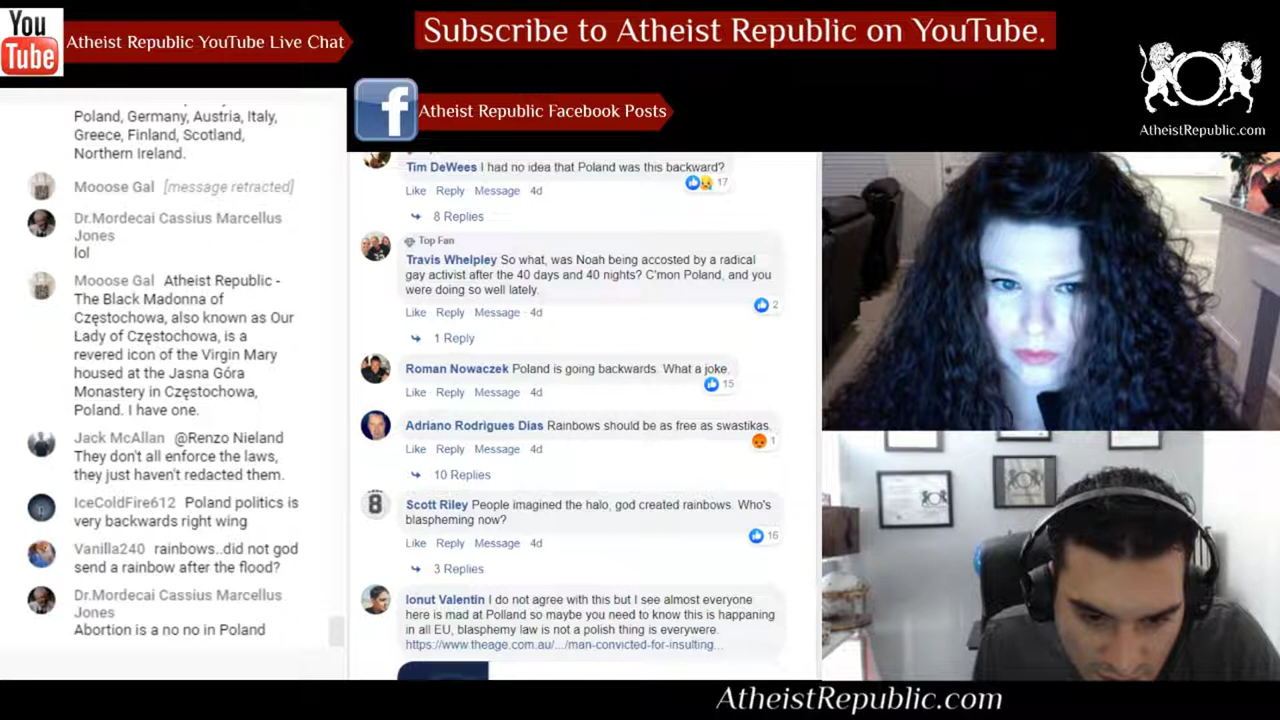 You
Tube
Atheist Republic YouTube Live Chat
Subscribe to Atheist Republic on YouTube.
f
Atheist Republic Facebook Posts
AtheistRepublic.com
Poland, Germany, Austria, Italy,
Greece, Finland, Scotland,
Northern Ireland.
Mooose Gal [message retracted]
Dr.Mordecai Cassius Marcellus
Jones
lol
Mooose Gal Atheist Republic -
The Black Madonna of
Częstochowa, also known as Our
Lady of Częstochowa, is a
revered icon of the Virgin Mary
housed at the Jasna Góra
Monastery in Częstochowa,
Poland. I have one.
Jack McAllan @Renzo Nieland
They don't all enforce the laws,
they just haven't redacted them.
IceColdFire612 Poland politics is
very backwards right wing
Vanilla240 rainbows..did not god
send a rainbow after the flood?
Dr.Mordecai Cassius Marcellus
Jones
Abortion is a no no in Poland
Tim DeWees I had no idea that Poland was this backward?
17
Like Reply Message 4d
8 Replies
Top Fan
Travis Whelpley So what, was Noah being accosted by a radical
gay activist after the 40 days and 40 nights? C'mon Poland, and you
were doing so well lately.
2
Like Reply Message · 4d
1 Reply
Roman Nowaczek Poland is going backwards. What a joke.
15
Like Reply Message 4d
Adriano Rodrigues Dias Rainbows should be as free as swastikas.
1
Like Reply Message 4d
10 Replies
8
Scott Riley People imagined the halo, god created rainbows. Who's
blaspheming now?
16
Like Reply Message 4d
3 Replies
Ionut Valentin I do not agree with this but I see almost everyone
here is mad at Polland so maybe you need to know this is happaning
in all EU, blasphemy law is not a polish thing is everywere.
https://www.theage.com.au/.../man-convicted-for-insulting...
AtheistRepublic.com